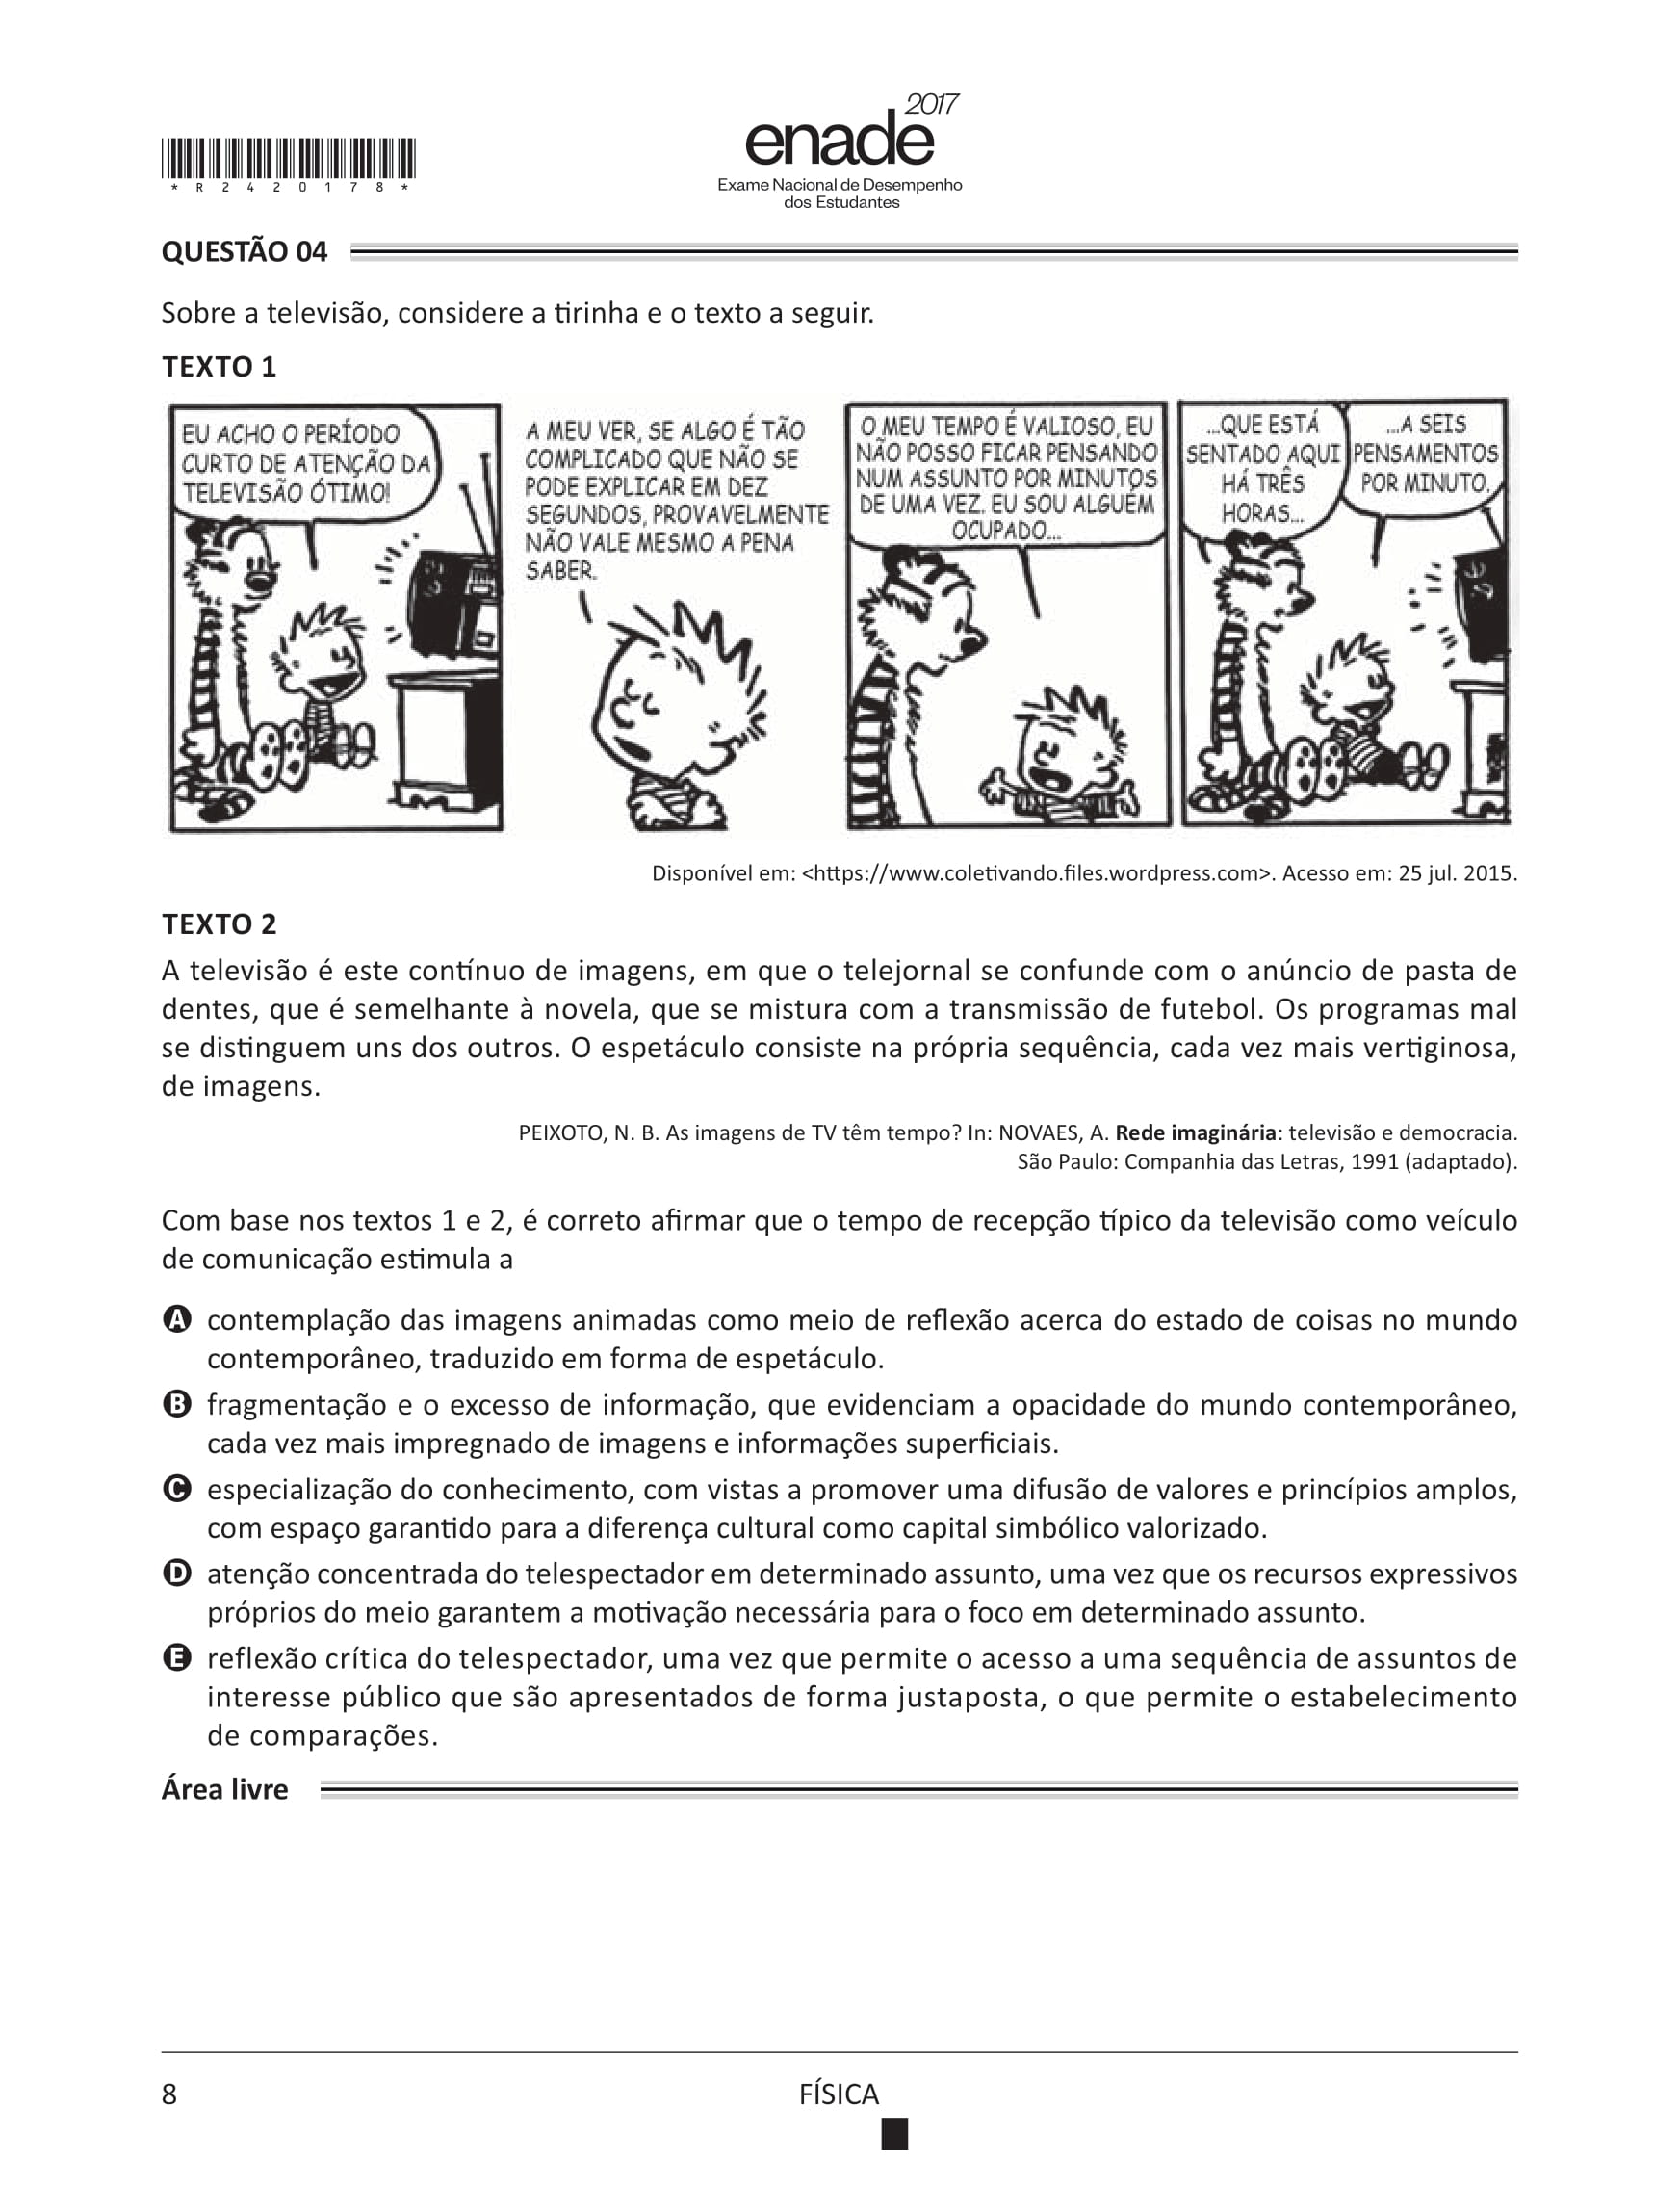 2017
enade
Exame Nacional de Desempenho
dos Estudantes
* R 2 4 2 0 1 7 8 *
QUESTÃO 04
Sobre a televisão, considere a tirinha e o texto a seguir.
TEXTO 1
EU ACHO O PERÍODO
CURTO DE ATENÇÃO DA
TELEVISÃO ÓTIMO!
A MEU VER, SE ALGO É TÃO
COMPLICADO QUE NÃO SE
PODE EXPLICAR EM DEZ
SEGUNDOS, PROVAVELMENTE
NÃO VALE MESMO A PENA
SABER.
O MEU TEMPO É VALIOSO, EU
NÃO POSSO FICAR PENSANDO
NUM ASSUNTO POR MINUTOS
DE UMA VEZ. EU SOU ALGUÉM
OCUPADO...
...QUE ESTÁ
SENTADO AQUI
HÁ TRÊS
HORAS...
...A SEIS
PENSAMENTOS
POR MINUTO.
Disponível em: <https://www.coletivando.files.wordpress.com>. Acesso em: 25 jul. 2015.
TEXTO 2
A televisão é este contínuo de imagens, em que o telejornal se confunde com o anúncio de pasta de
dentes, que é semelhante à novela, que se mistura com a transmissão de futebol. Os programas mal
se distinguem uns dos outros. O espetáculo consiste na própria sequência, cada vez mais vertiginosa,
de imagens.
PEIXOTO, N. B. As imagens de TV têm tempo? In: NOVAES, A. Rede imaginária: televisão e democracia.
São Paulo: Companhia das Letras, 1991 (adaptado).
Com base nos textos 1 e 2, é correto afirmar que o tempo de recepção típico da televisão como veículo
de comunicação estimula a
A contemplação das imagens animadas como meio de reflexão acerca do estado de coisas no mundo
contemporâneo, traduzido em forma de espetáculo.
B fragmentação e o excesso de informação, que evidenciam a opacidade do mundo contemporâneo,
cada vez mais impregnado de imagens e informações superficiais.
C especialização do conhecimento, com vistas a promover uma difusão de valores e princípios amplos,
com espaço garantido para a diferença cultural como capital simbólico valorizado.
D atenção concentrada do telespectador em determinado assunto, uma vez que os recursos expressivos
próprios do meio garantem a motivação necessária para o foco em determinado assunto.
E reflexão crítica do telespectador, uma vez que permite o acesso a uma sequência de assuntos de
interesse público que são apresentados de forma justaposta, o que permite o estabelecimento
de comparações.
Área livre
8
FÍSICA